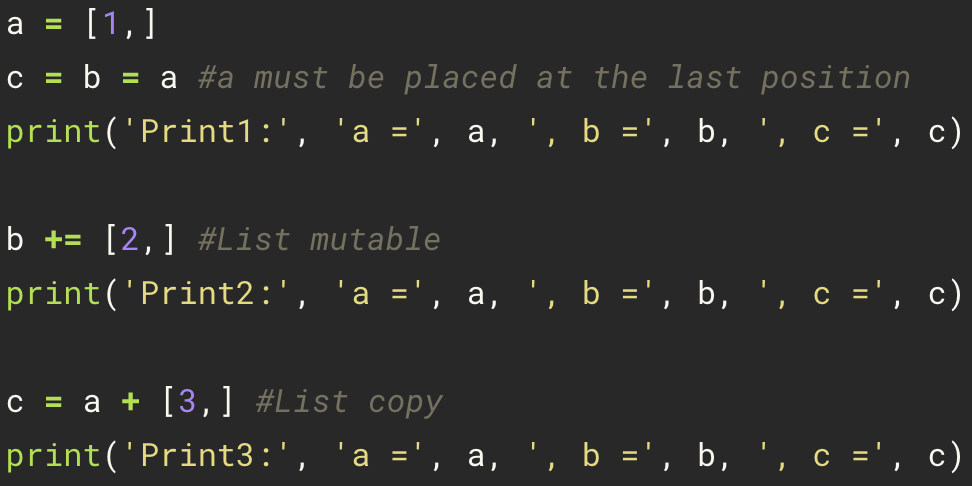 a = [1,]
c = b = a #a must be placed at the last position
print('Print1:', 'a =', a, ', b =', b, ', c =', c)
b += [2,] #List mutable
print('Print2:', 'a =', a, ', b =', b, ', c =', c)
c = a + [3,] #List copy
print('Print3:', 'a =', a, ', b =', b, ', c =', c)